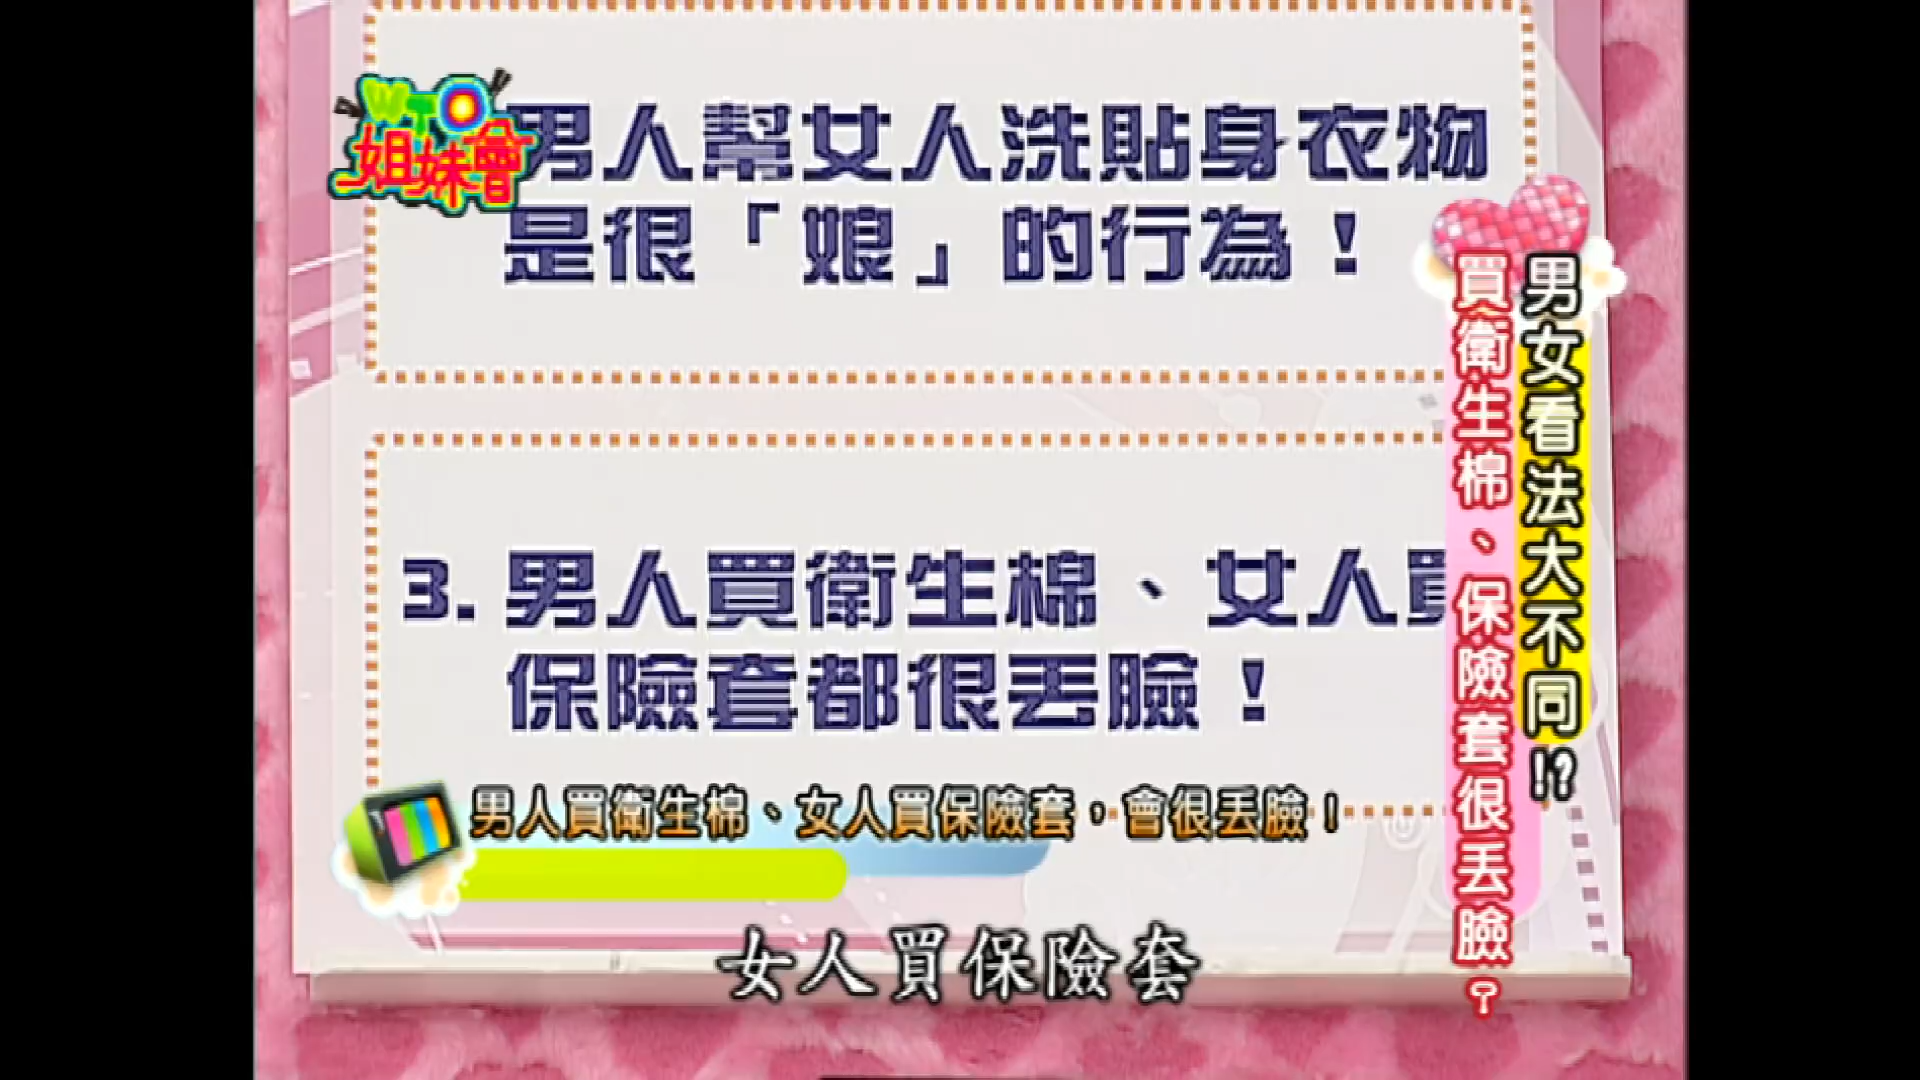 WTO
姐妹會
男人幫女人洗貼身衣物
是很「娘」的行為！
男女看法大不同!?
買衛生棉、保險套很丟臉？
3. 男人買衛生棉、女人買
保險套都很丟臉！
男人買衛生棉、女人買保險套，會很丟臉！
女人買保險套